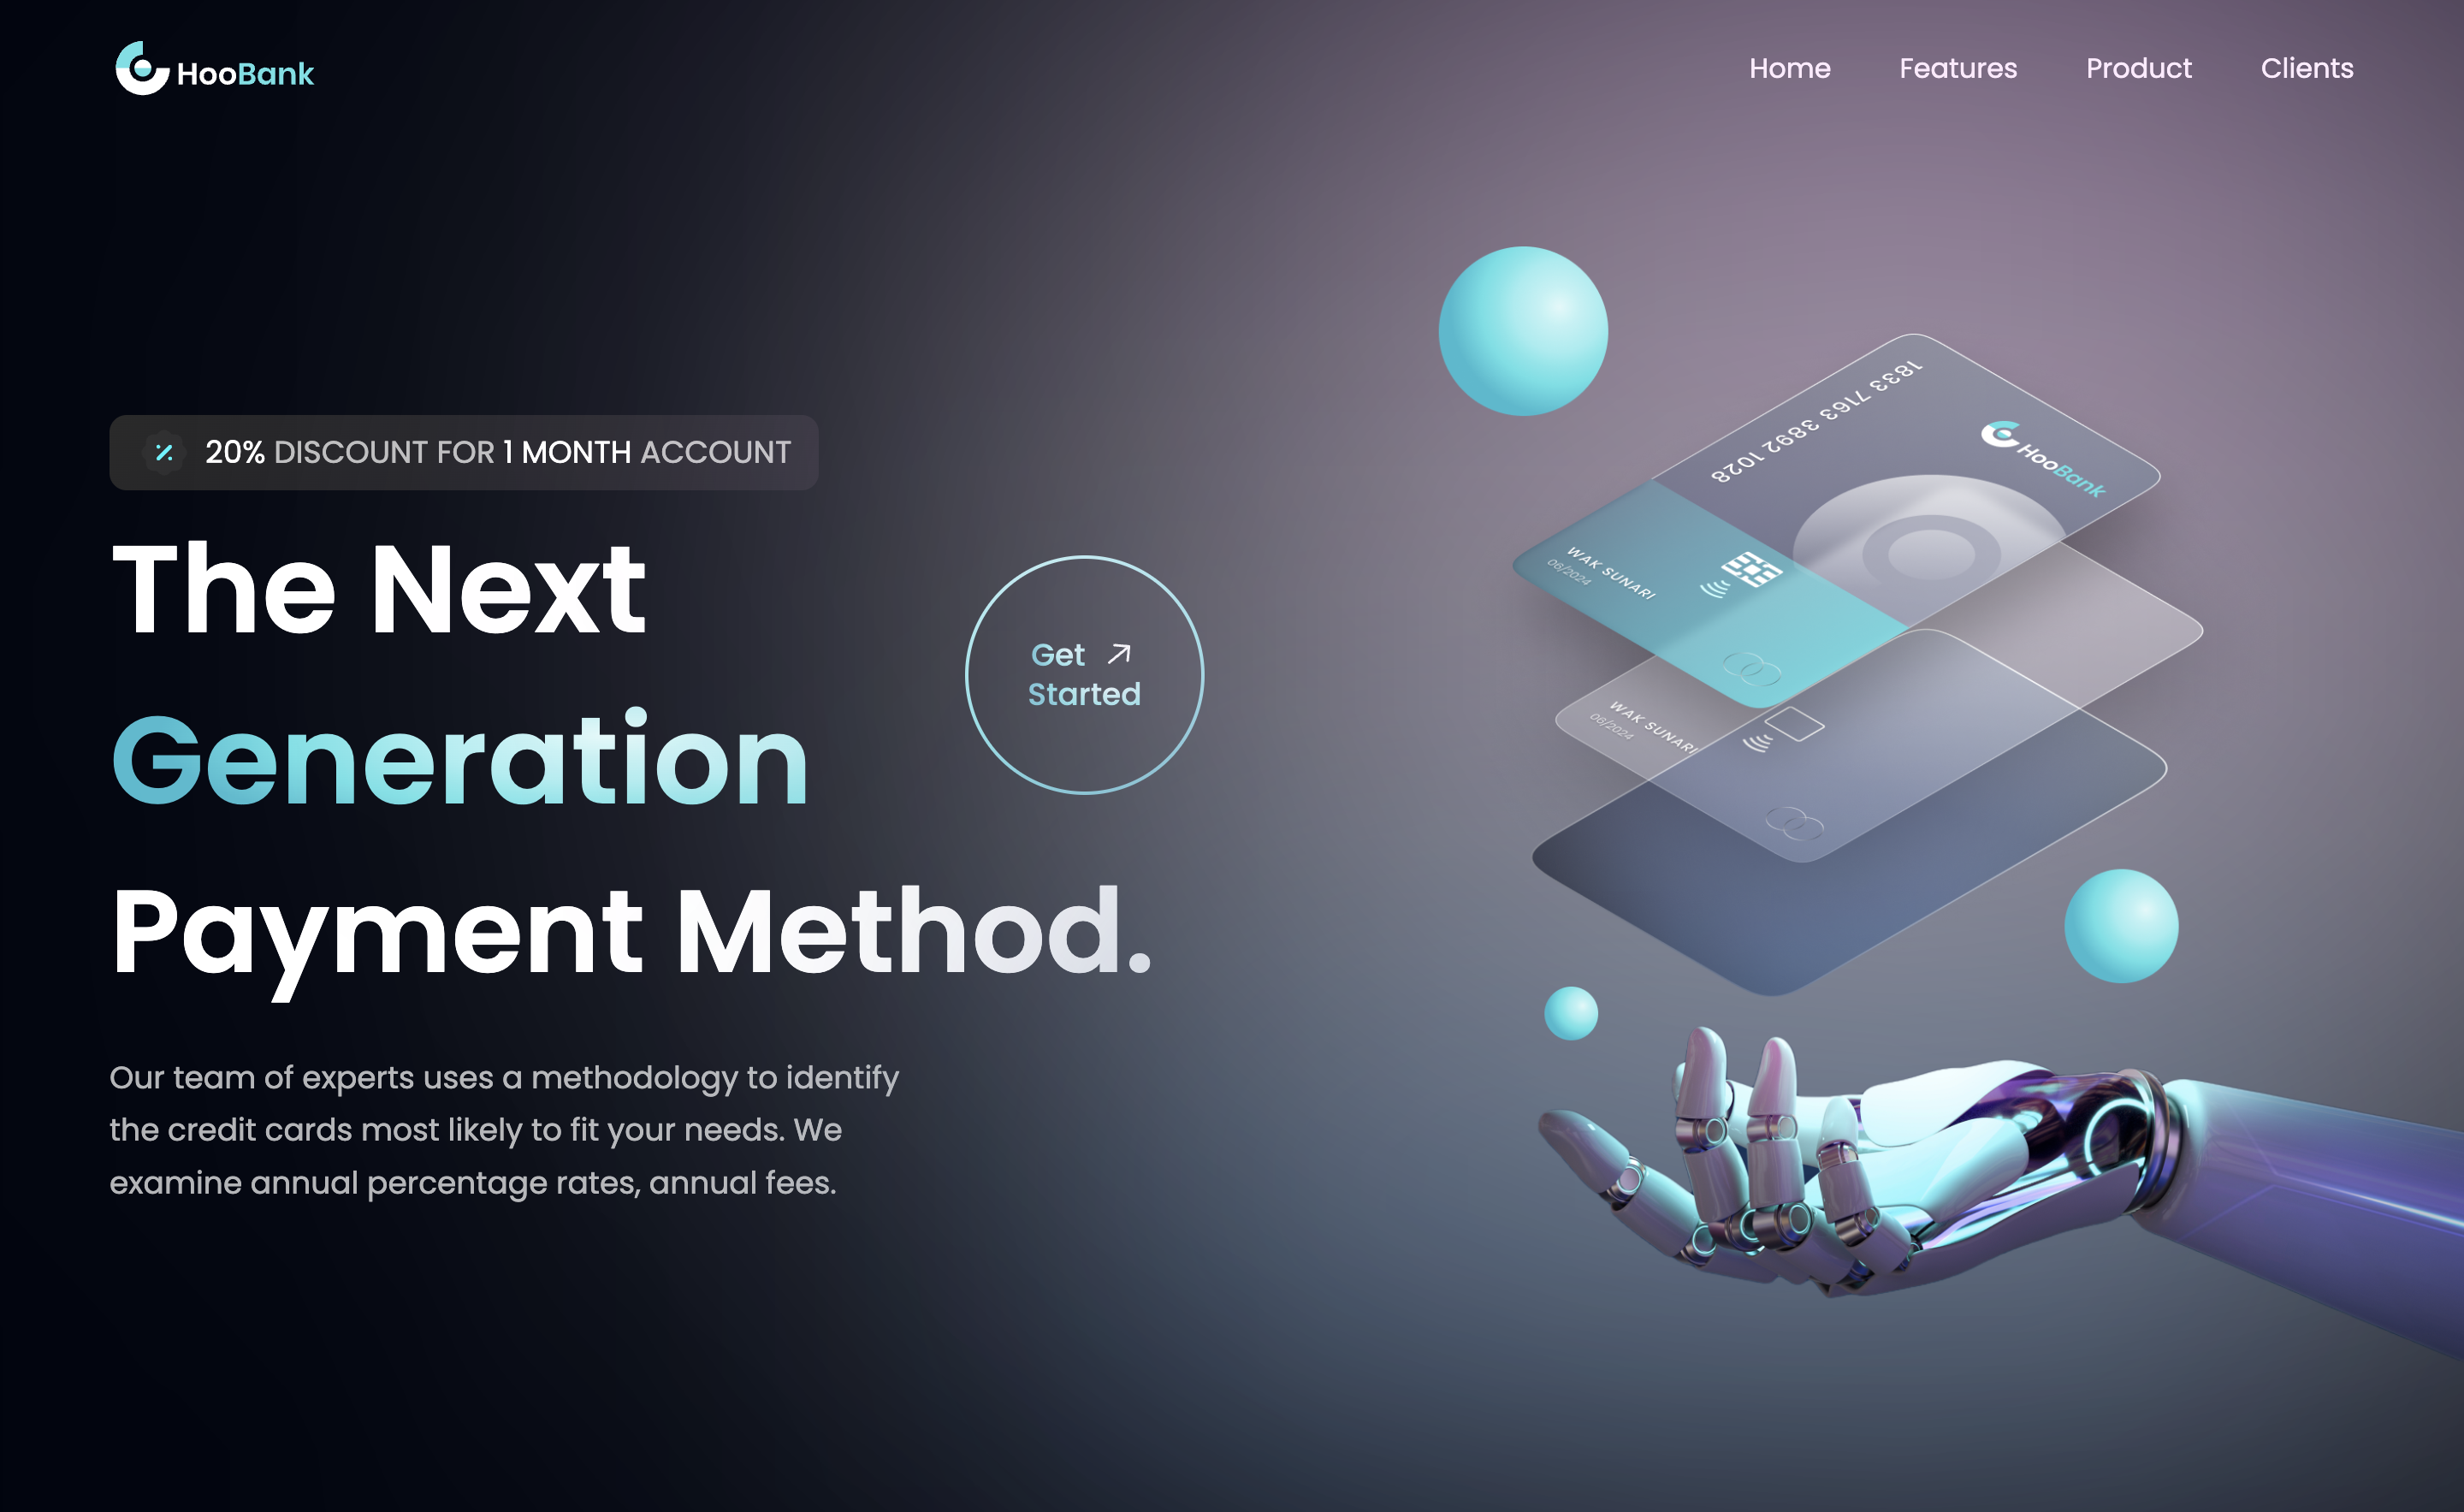 HooBank
Home Features Product Clients
20% DISCOUNT FOR 1 MONTH ACCOUNT
The Next
Generation
Payment Method.
Get
Started
Our team of experts uses a methodology to identify
the credit cards most likely to fit your needs. We
examine annual percentage rates, annual fees.
1833 7163 3892 1028
HooBank
WAK SUNARI
06/2024
WAK SUNARI
06/2024